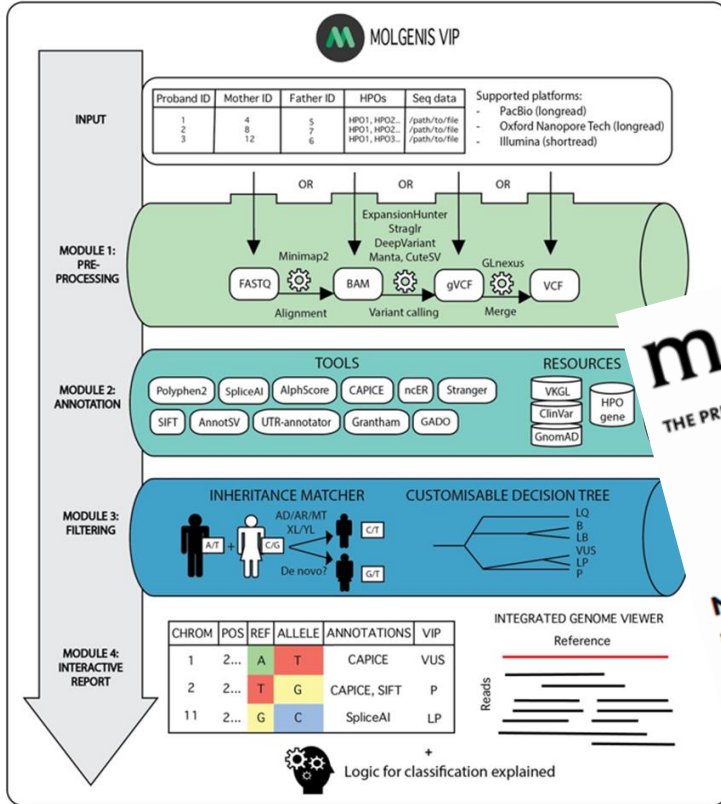 MOLGENIS VIP
INPUT
Proband ID Mother ID Father ID HPOs Seq data
1 4 5 HPO1, HPO2... /path/to/file
2 8 7 HPO1, HPO2... /path/to/file
3 12 6 HPO1, HPO3... /path/to/file
Supported platforms:
- PacBio (longread)
- Oxford Nanopore Tech (longread)
- Illumina (shortread)
OR OR OR
MODULE 1:
PRE-
PROCESSING
Minimap2
ExpansionHunter
Straglr
DeepVariant
Manta, CuteSV
GLnexus
FASTQ BAM gVCF VCF
Alignment Variant calling Merge
MODULE 2:
ANNOTATION
TOOLS
Polyphen2 SpliceAI AlphScore CAPICE ncER Stranger
SIFT AnnotSV UTR-annotator Grantham GADO
RESOURCES
VKGL
ClinVar
GnomAD
HPO
gene
MODULE 3:
FILTERING
INHERITANCE MATCHER
A/T + C/G
AD/AR/MT
XL/YL
De novo?
C/T
G/T
CUSTOMISABLE DECISION TREE
LQ
B
LB
VUS
LP
P
MODULE 4:
INTERACTIVE
REPORT
CHROM POS REF ALLELE ANNOTATIONS VIP
1 2... A T CAPICE VUS
2 2... T G CAPICE, SIFT P
11 2... G C SpliceAI LP
INTEGRATED GENOME VIEWER
Reference
Reads
+
Logic for classification explained
m
THE